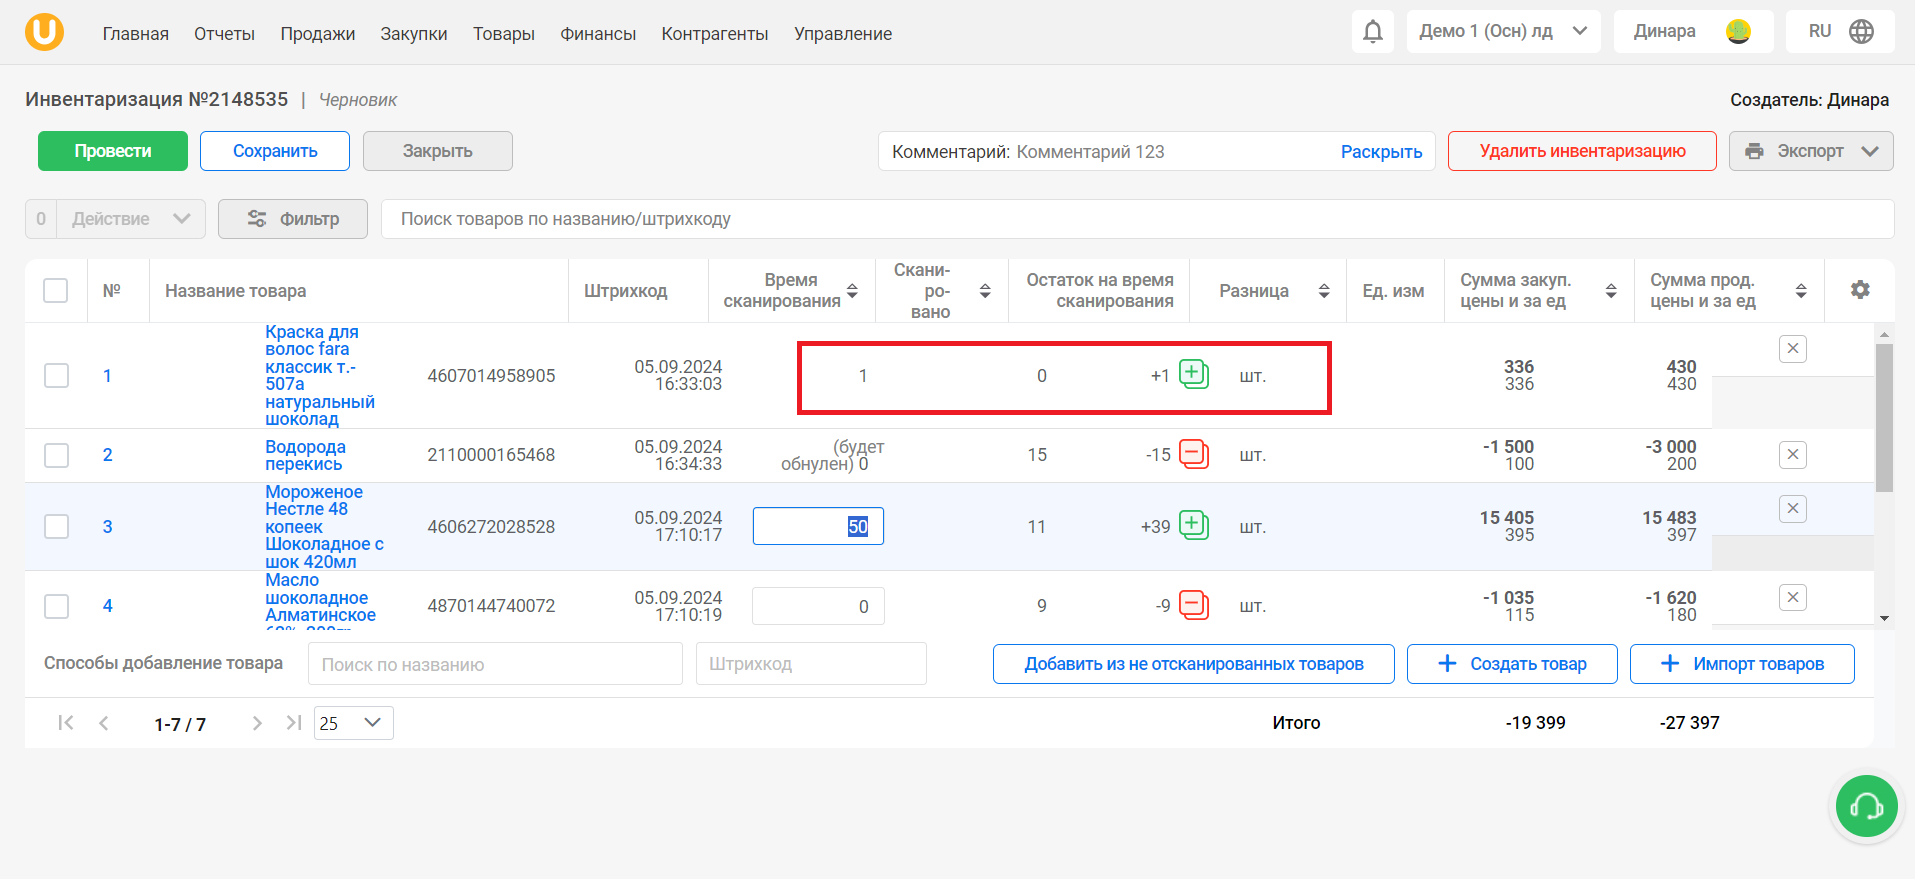 Главная Отчеты Продажи Закупки Товары Финансы Контрагенты Управление Демо 1 (Осн) лд Динара RU
Инвентаризация №2148535 | Черновик Создатель: Динара
Провести Сохранить Закрыть Комментарий: Комментарий 123 Раскрыть Удалить инвентаризацию Экспорт
0 Действие Фильтр Поиск товаров по названию/штрихкоду
№ Название товара Штрихкод
Время
сканирования
Скани-
ро-
вано
Остаток на время
сканирования
Разница Ед. изм
Сумма закуп.
цены и за ед
Сумма прод.
цены и за ед
1
Краска для
волос fara
классик т.-
507а
натуральный
шоколад
4607014958905
05.09.2024
16:33:03
1 0 +1 шт.
336
336
430
430
2
Водорода
перекись
2110000165468
05.09.2024
16:34:33
(будет
обнулен) 0
15 -15 шт.
-1 500
100
-3 000
200
3
Мороженое
Нестле 48
копеек
Шоколадное с
шок 420мл
4606272028528
05.09.2024
17:10:17
50 11 +39 шт.
15 405
395
15 483
397
4
Масло
шоколадное
Алматинское
4870144740072
05.09.2024
17:10:19
0 9 -9 шт.
-1 035
115
-1 620
180
Способы добавление товара Поиск по названию Штрихкод Добавить из не отсканированных товаров Создать товар Импорт товаров
1-7 / 7 25 Итого -19 399 -27 397